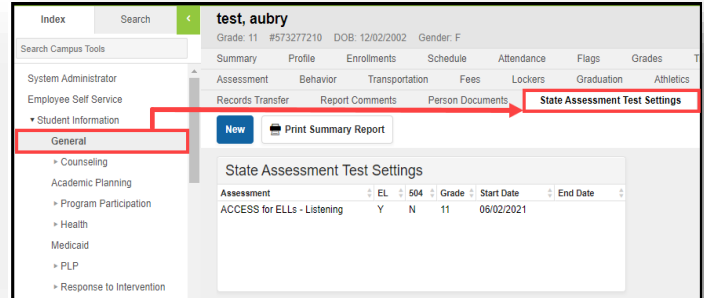 Index Search
Search Campus Tools
System Administrator
Employee Self Service
Student Information
General
Counseling
Academic Planning
Program Participation
Health
Medicaid
PLP
Response to Intervention
test, aubry
Grade: 11 #573277210 DOB: 12/02/2002 Gender: F
Summary Profile Enrollments Schedule Attendance Flags Grades T
Assessment Behavior Transportation Fees Lockers Graduation Athletics
Records Transfer Report Comments Person Documents State Assessment Test Settings
New Print Summary Report
State Assessment Test Settings
Assessment EL 504 Grade Start Date End Date
ACCESS for ELLs - Listening Y N 11 06/02/2021